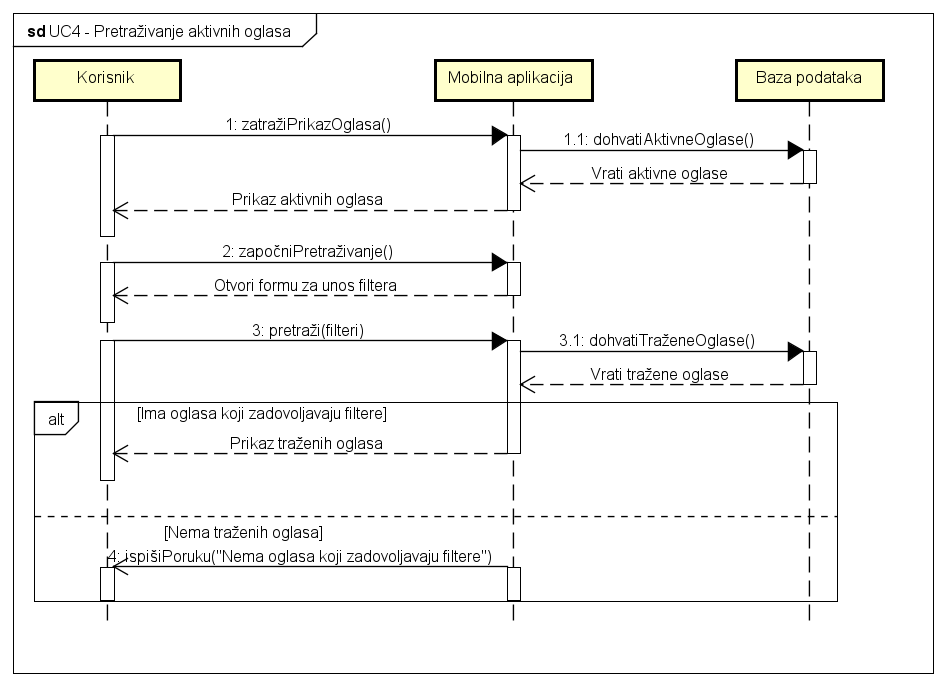 sd UC4 - Pretraživanje aktivnih oglasa
Korisnik
Mobilna aplikacija
Baza podataka
1: zatražiPrikazOglasa()
1.1: dohvatiAktivneOglase()
Vrati aktivne oglase
Prikaz aktivnih oglasa
2: započniPretraživanje()
Otvori formu za unos filtera
3: pretraži(filteri)
3.1: dohvatiTraženeOglase()
Vrati tražene oglase
alt
[Ima oglasa koji zadovoljavaju filtere]
Prikaz traženih oglasa
[Nema traženih oglasa]
4: ispišiPoruku("Nema oglasa koji zadovoljavaju filtere")